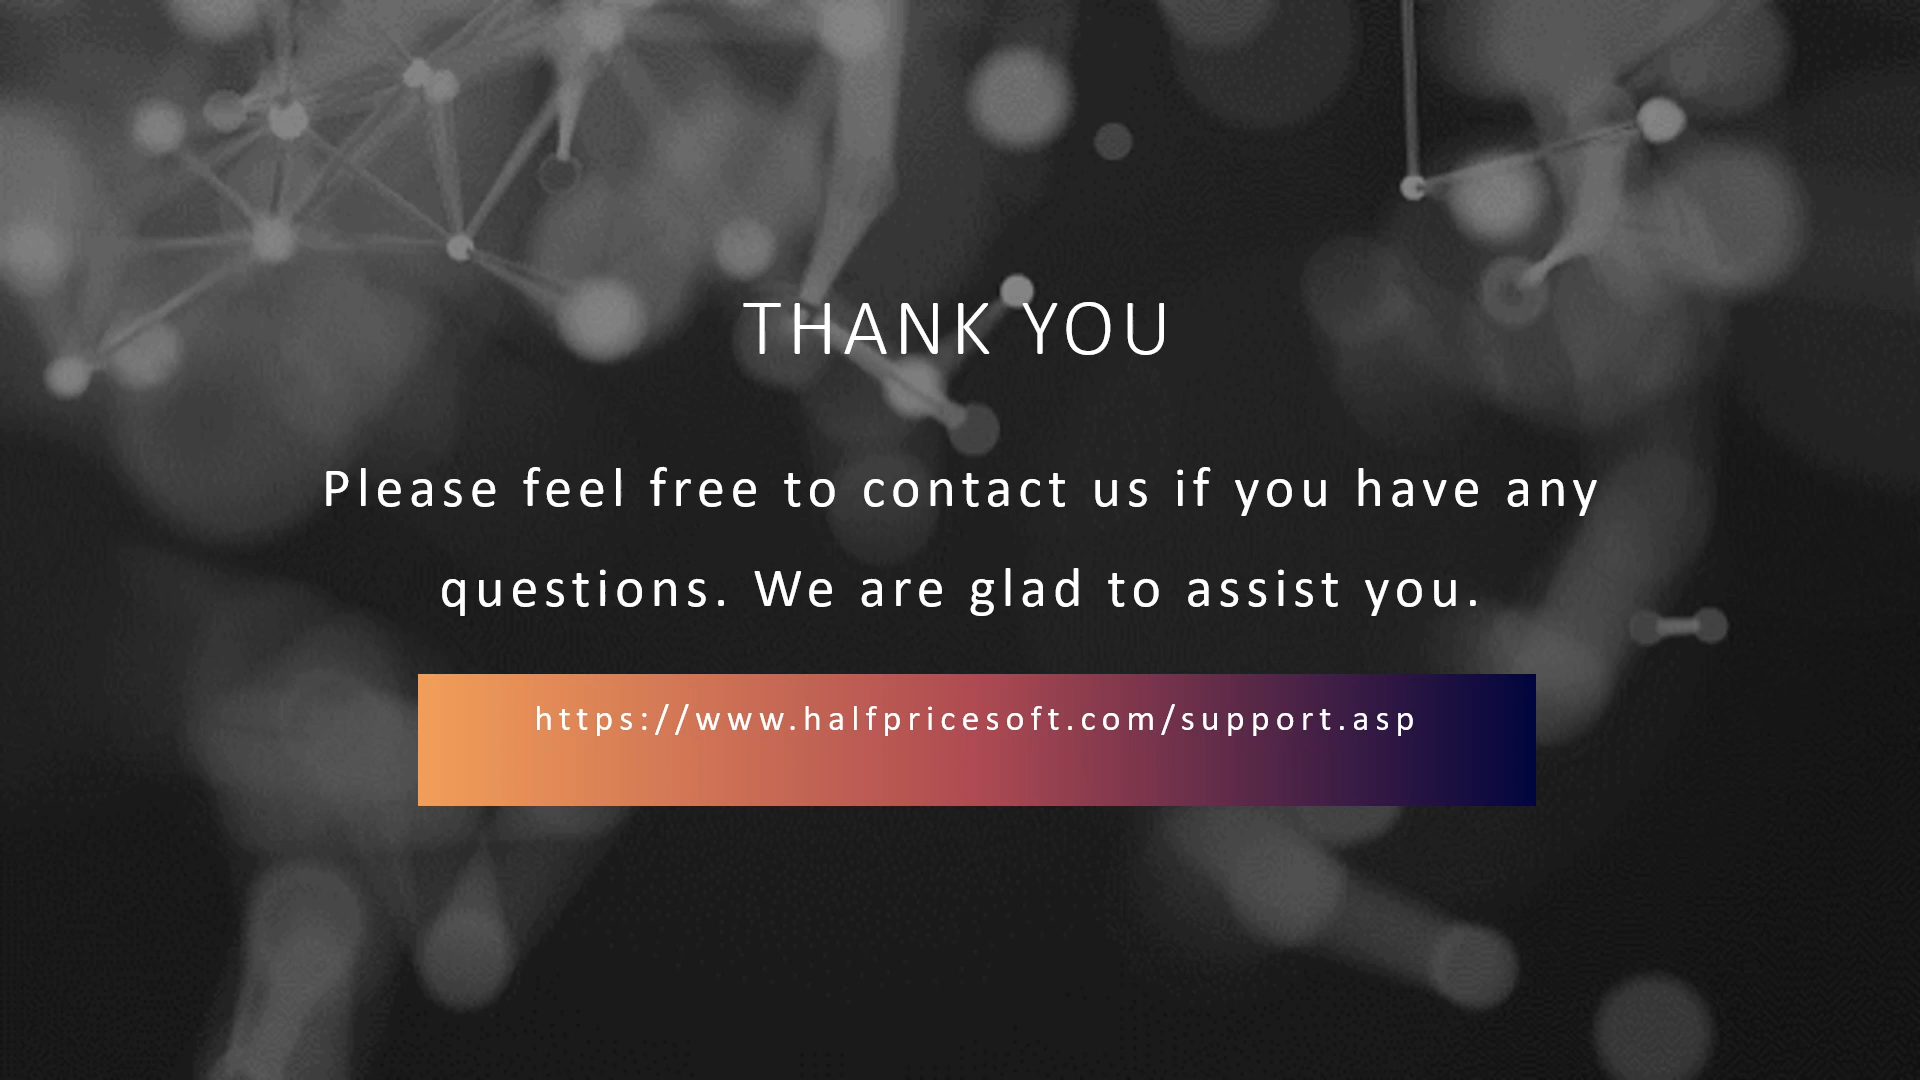 THANK YOU
Please feel free to contact us if you have any
questions. We are glad to assist you.
https://www.halfpricesoft.com/support.asp